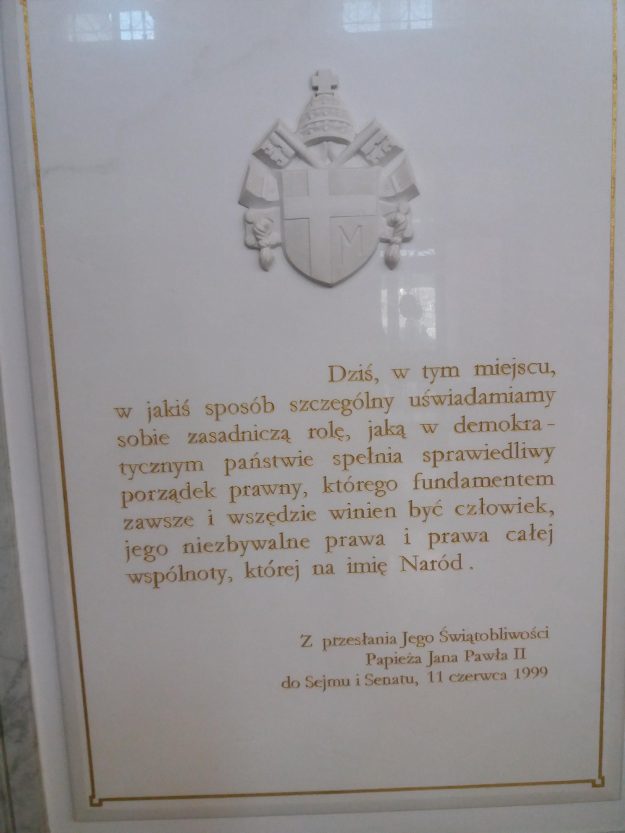 M
Dziś, w tym miejscu,
w jakiś sposób szczególny uświadamiamy
sobie zasadniczą rolę, jaką w demokra-
tycznym państwie spełnia sprawiedliwy
porządek prawny, którego fundamentem
zawsze i wszędzie winien być człowiek,
jego niezbywalne prawa i prawa całej
wspólnoty, której na imię Naród.
Z przesłania Jego Świątobliwości
Papieża Jana Pawła II
do Sejmu i Senatu, 11 czerwca 1999